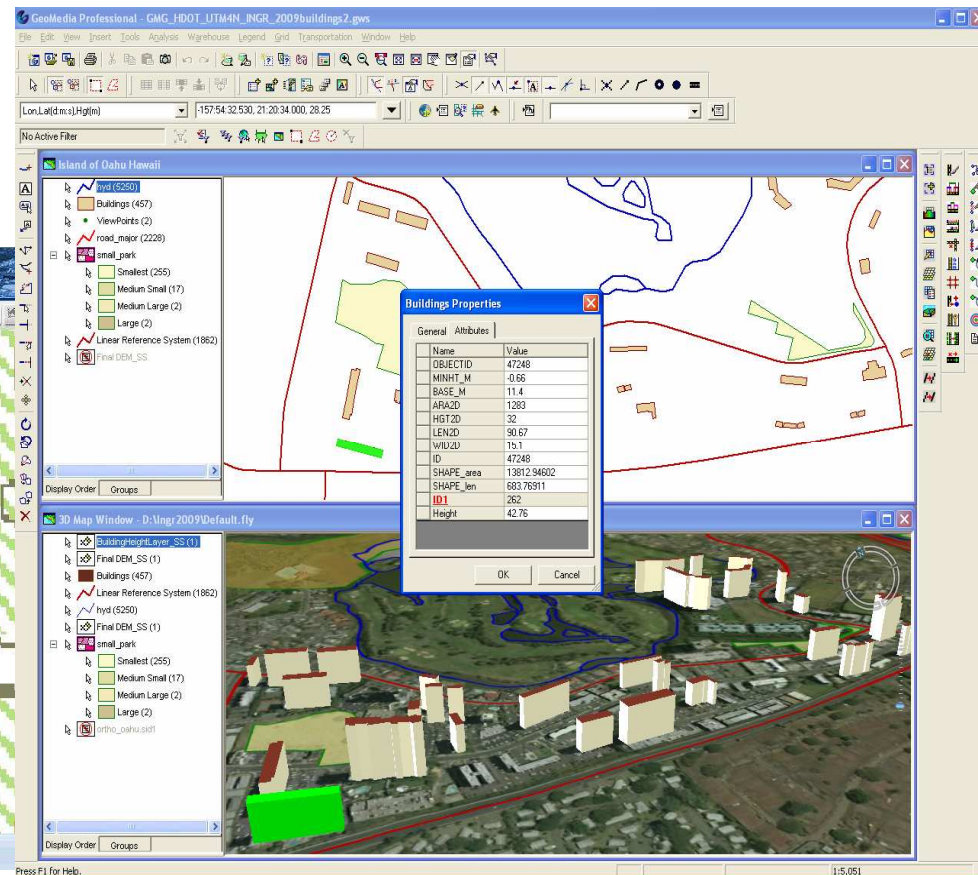 GeoMedia Professional - GMG_HDOT_UTM4N_INGR_2009buildings2.gws
File Edit View Insert Tools Analysis Warehouse Legend Grid Transportation Window Help
Lon,Lat(d:m:s),Hgt(m) -157:54:32.530, 21:20:34.000, 28.25
No Active Filter
Island of Oahu Hawaii
hyd (5250)
Buildings (457)
ViewPoints (2)
road_major (2228)
small_park
Smallest (255)
Medium Small (17)
Medium Large (2)
Large (2)
Linear Reference System (1862)
Final DEM_SS
Display Order Groups
Buildings Properties
General Attributes
Name Value
OBJECTID 47248
MINHT_M -0.66
BASE_M 11.4
ARA2D 1283
HGT2D 32
LEN2D 90.67
WID2D 15.1
ID 47248
SHAPE_area 13812.94602
SHAPE_len 683.76911
ID1 262
Height 42.76
OK Cancel
3D Map Window - D:\Ingr2009\Default.fly
BuildingHeightLayer_SS (1)
Final DEM_SS (1)
Buildings (457)
Linear Reference System (1862)
hyd (5250)
Final DEM_SS (1)
small_park
Smallest (255)
Medium Small (17)
Medium Large (2)
Large (2)
ortho_oahu.sid1
Display Order Groups
Press F1 for Help. 1:5,051